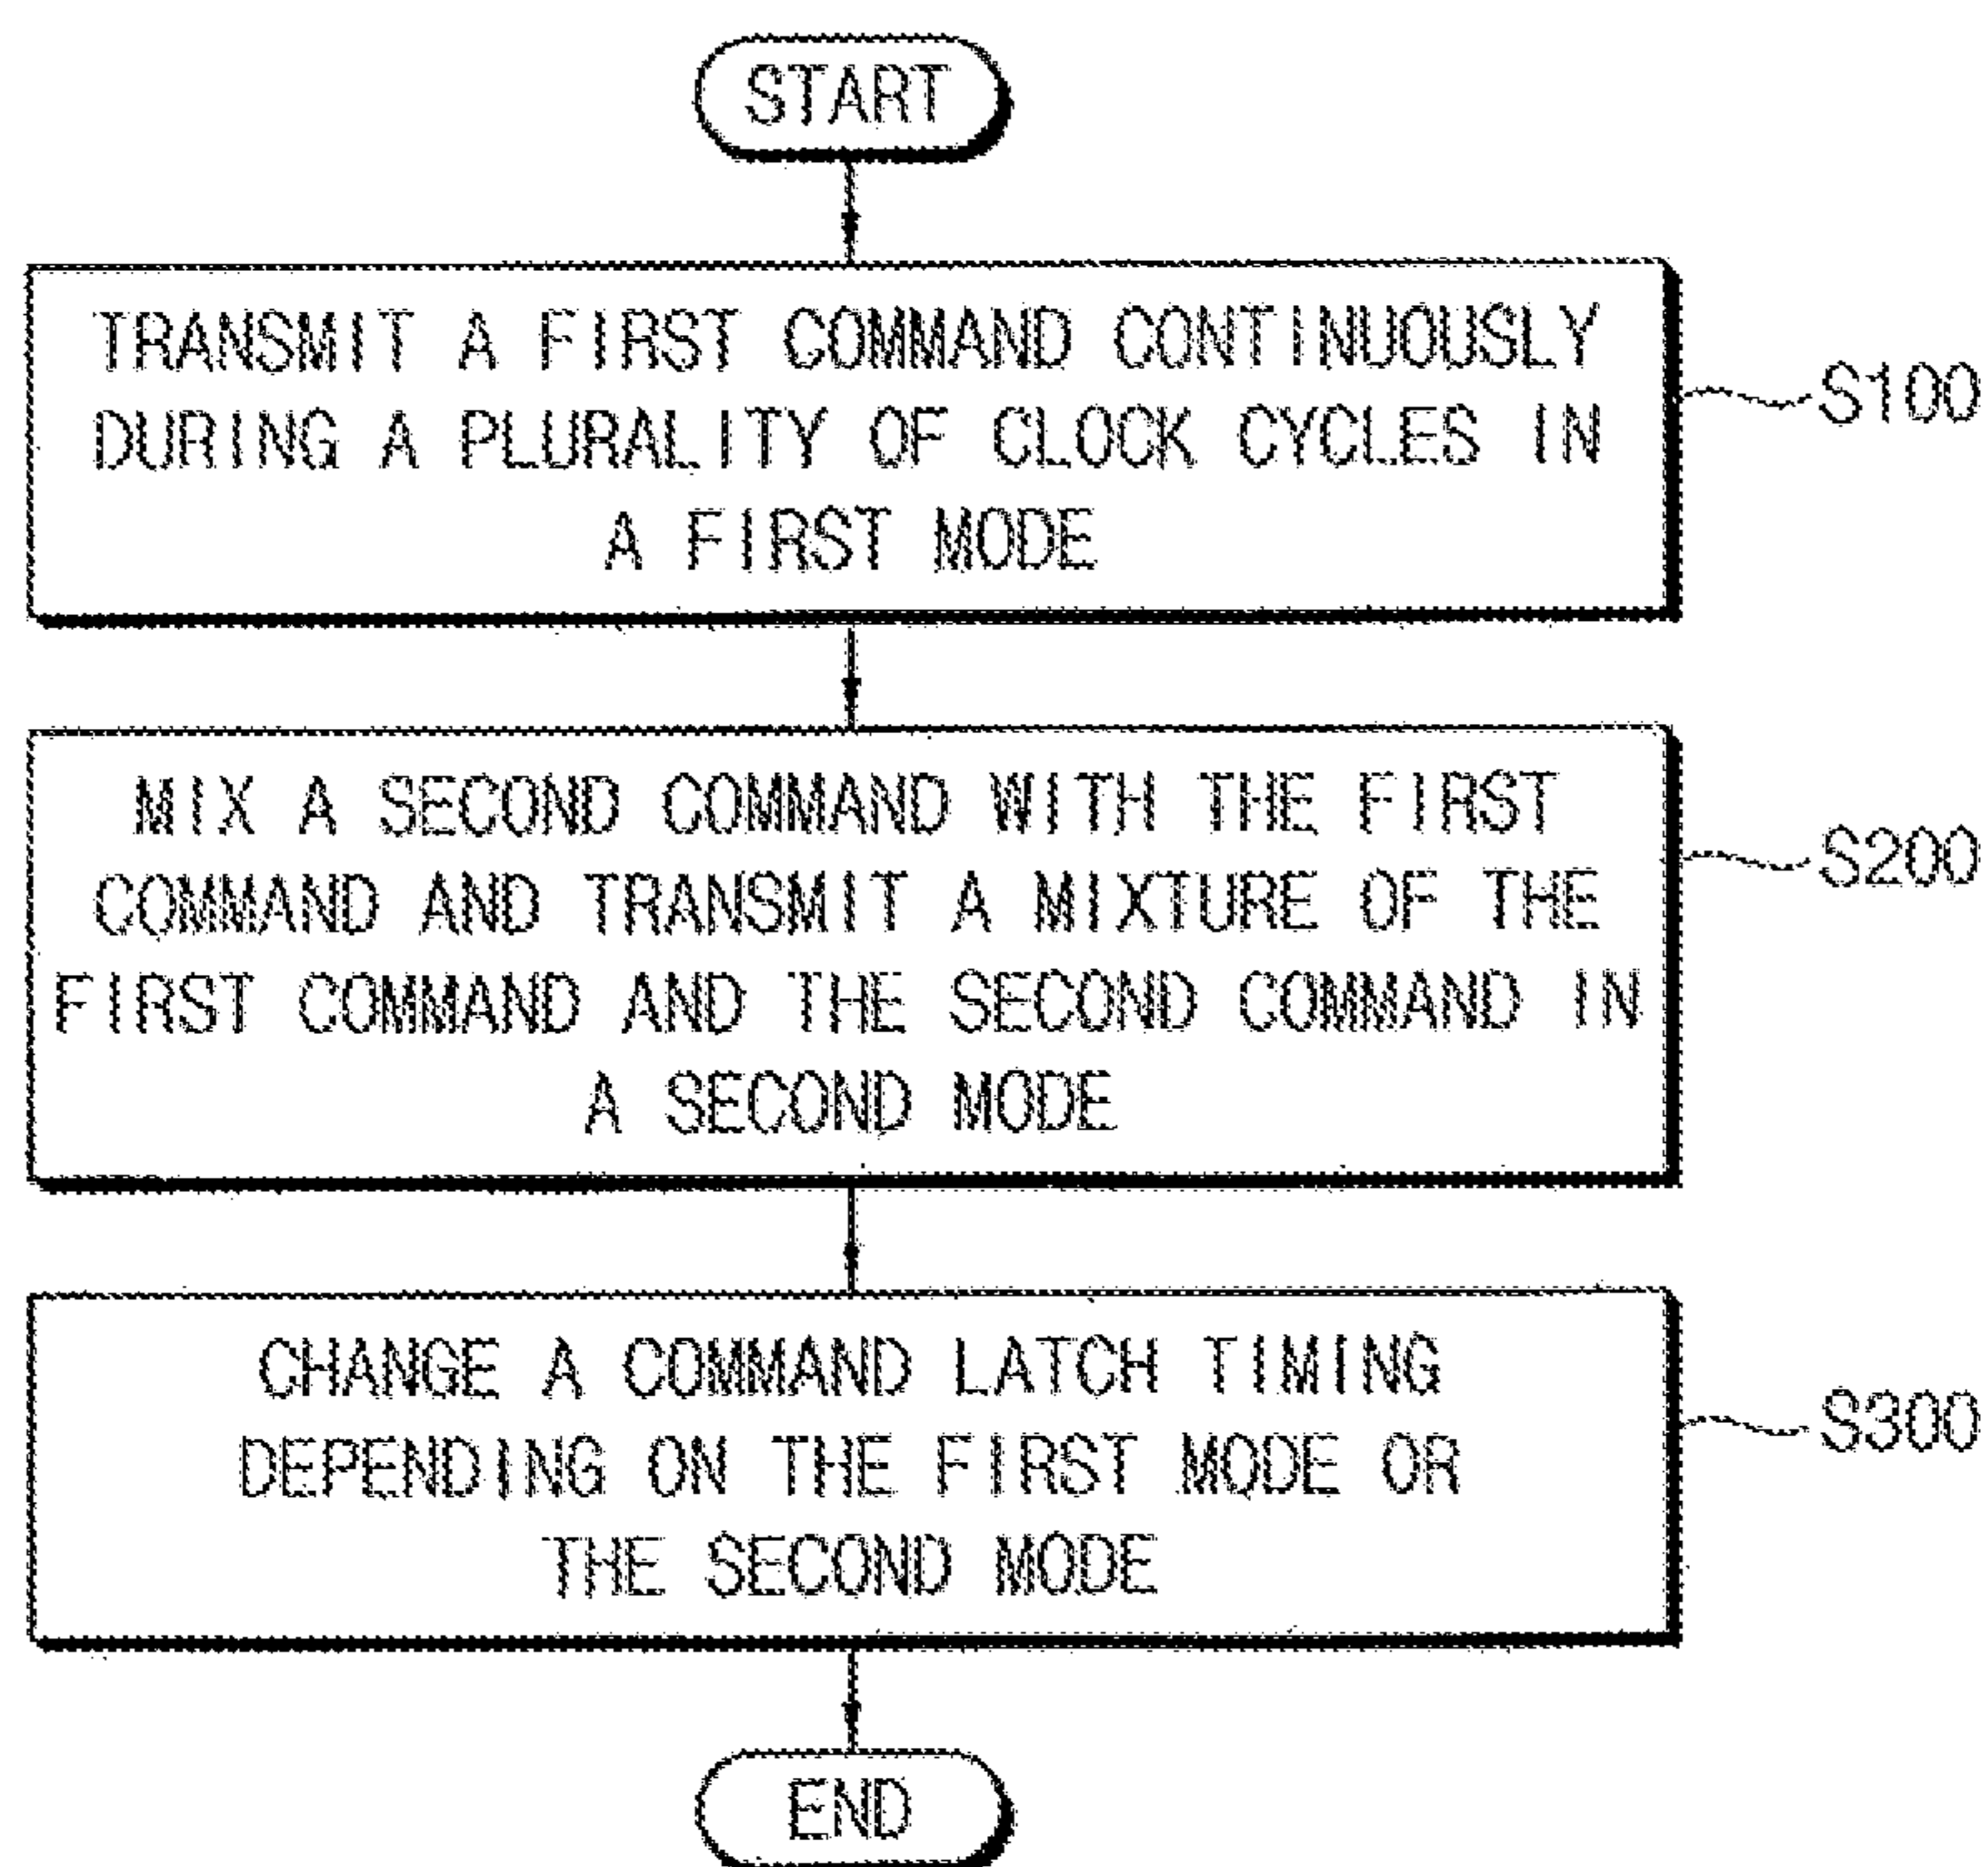 START
TRANSMIT A FIRST COMMAND CONTINUOUSLY
DURING A PLURALITY OF CLOCK CYCLES IN
A FIRST MODE
S100
MIX A SECOND COMMAND WITH THE FIRST
COMMAND AND TRANSMIT A MIXTURE OF THE
FIRST COMMAND AND THE SECOND COMMAND IN
A SECOND MODE
S200
CHANGE A COMMAND LATCH TIMING
DEPENDING ON THE FIRST MODE OR
THE SECOND MODE
S300
END